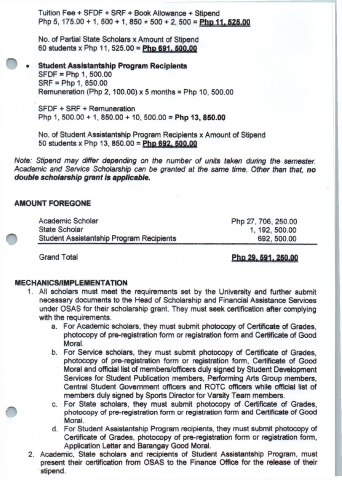 Tuition Fee + SFDF + SRF + Book Allowance + Stipend
Php 5, 175.00 + 1, 500 + 1, 850 + 500 + 2, 500 = Php 11, 525.00
No. of Partial State Scholars x Amount of Stipend
60 students x Php 11, 525.00 = Php 691, 500.00
• Student Assistantship Program Recipients
SFDF = Php 1, 500.00
SRF = Php 1, 850.00
Remuneration (Php 2, 100.00) x 5 months = Php 10, 500.00
SFDF + SRF + Remuneration
Php 1, 500.00 + 1, 850.00 + 10, 500.00 = Php 13, 850.00
No. of Student Assistantship Program Recipients x Amount of Stipend
50 students x Php 13, 850.00 = Php 692, 500.00
Note: Stipend may differ depending on the number of units taken during the semester.
Academic and Service Scholarship can be granted at the same time. Other than that, no
double scholarship grant is applicable.
AMOUNT FOREGONE
Academic Scholar Php 27, 706, 250.00
State Scholar 1, 192, 500.00
Student Assistantship Program Recipients 692, 500.00
Grand Total Php 29, 591, 250.00
MECHANICS/IMPLEMENTATION
1. All scholars must meet the requirements set by the University and further submit
necessary documents to the Head of Scholarship and Financial Assistance Services
under OSAS for their scholarship grant. They must seek certification after complying
with the requirements.
a. For Academic scholars, they must submit photocopy of Certificate of Grades,
photocopy of pre-registration form or registration form and Certificate of Good
Moral.
b. For Service scholars, they must submit photocopy of Certificate of Grades,
photocopy of pre-registration form or registration form, Certificate of Good
Moral and official list of members/officers duly signed by Student Development
Services for Student Publication members, Performing Arts Group members,
Central Student Government officers and ROTC officers while official list of
members duly signed by Sports Director for Varsity Team members.
c. For State scholars, they must submit photocopy of Certificate of Grades,
photocopy of pre-registration form or registration form and Certificate of Good
Moral.
d. For Student Assistantship Program recipients, they must submit photocopy of
Certificate of Grades, photocopy of pre-registration form or registration form,
Application Letter and Barangay Good Moral.
2. Academic, State scholars and recipients of Student Assistantship Program, must
present their certification from OSAS to the Finance Office for the release of their
stipend.